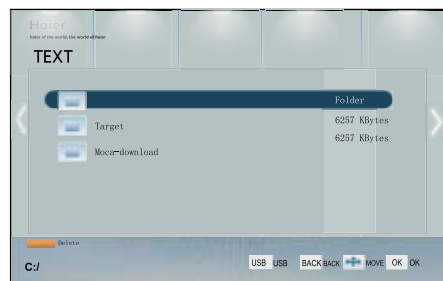 Haier
haier of the world, the world of haier
TEXT
Folder
Target 6257 KBytes
Moca-download 6257 KBytes
Delete
C:/
USB USB BACK BACK MOVE OK OK